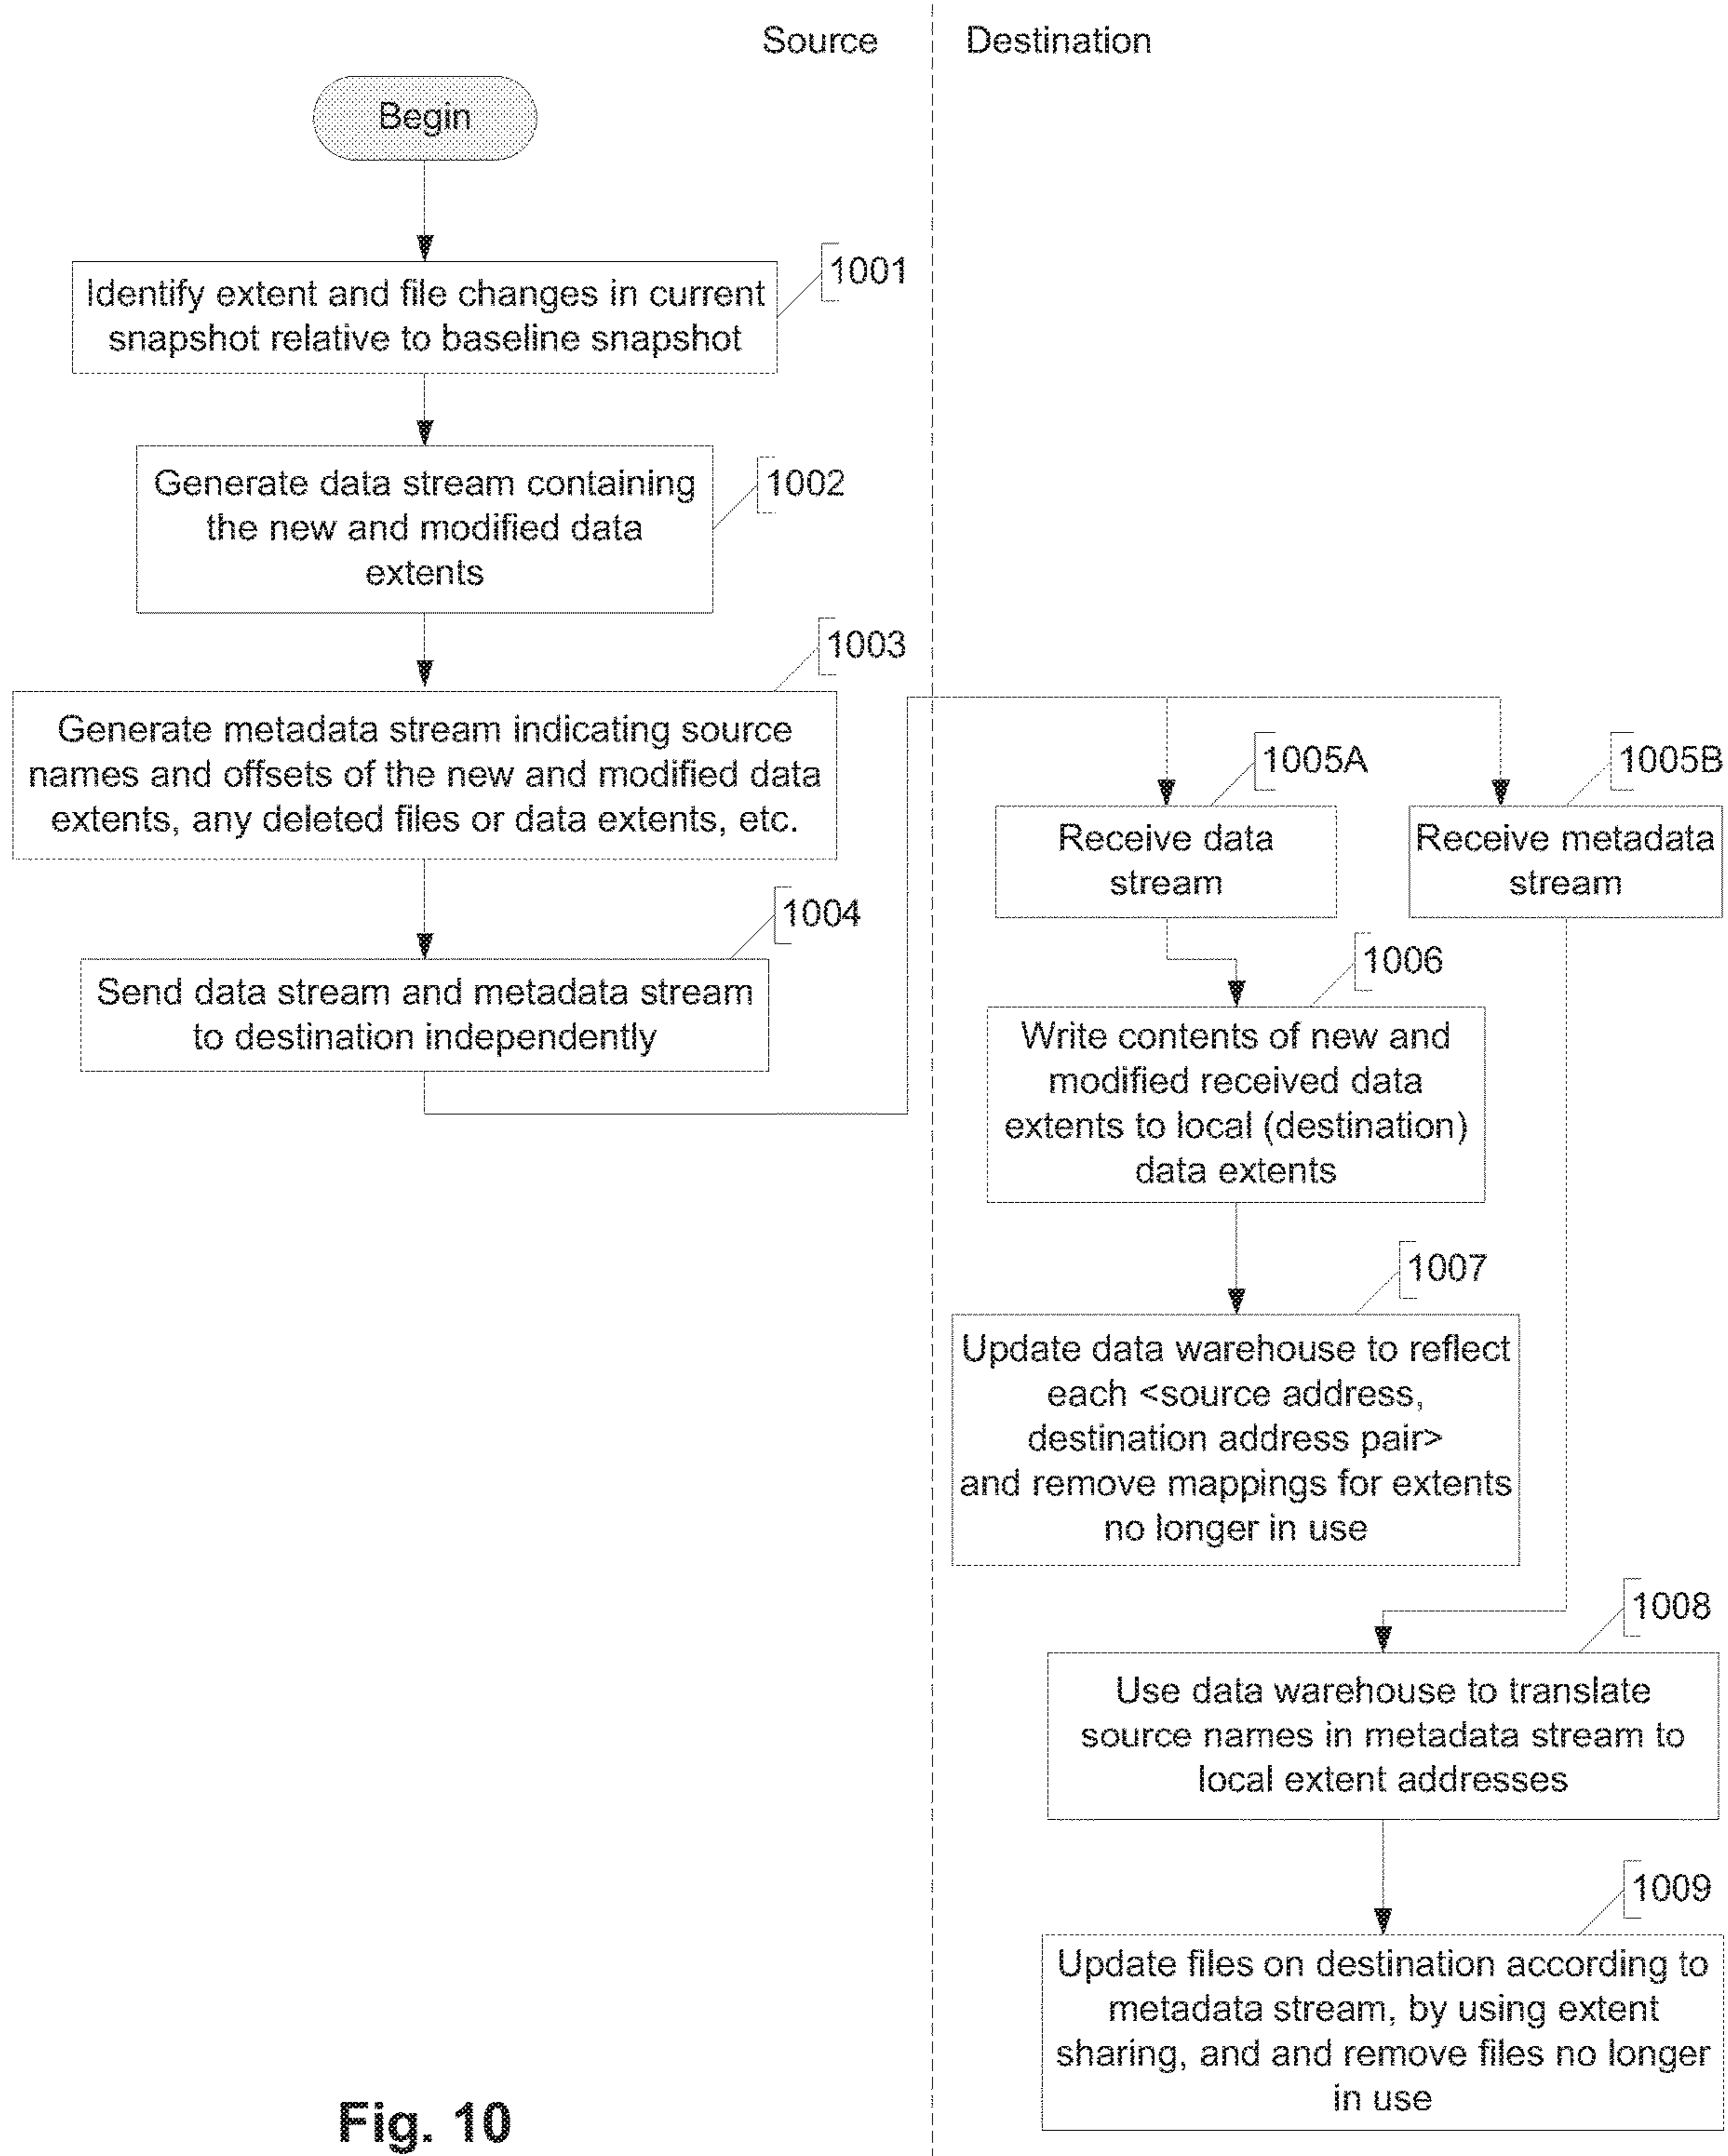 Source
Destination
Begin
1001
Identify extent and file changes in current
snapshot relative to baseline snapshot
1002
Generate data stream containing
the new and modified data
extents
1003
Generate metadata stream indicating source
names and offsets of the new and modified data
extents, any deleted files or data extents, etc.
1004
Send data stream and metadata stream
to destination independently
1005A
Receive data
stream
1005B
Receive metadata
stream
1006
Write contents of new and
modified received data
extents to local (destination)
data extents
1007
Update data warehouse to reflect
each <source address,
destination address pair>
and remove mappings for extents
no longer in use
1008
Use data warehouse to translate
source names in metadata stream to
local extent addresses
1009
Update files on destination according to
metadata stream, by using extent
sharing, and and remove files no longer
in use
Fig. 10